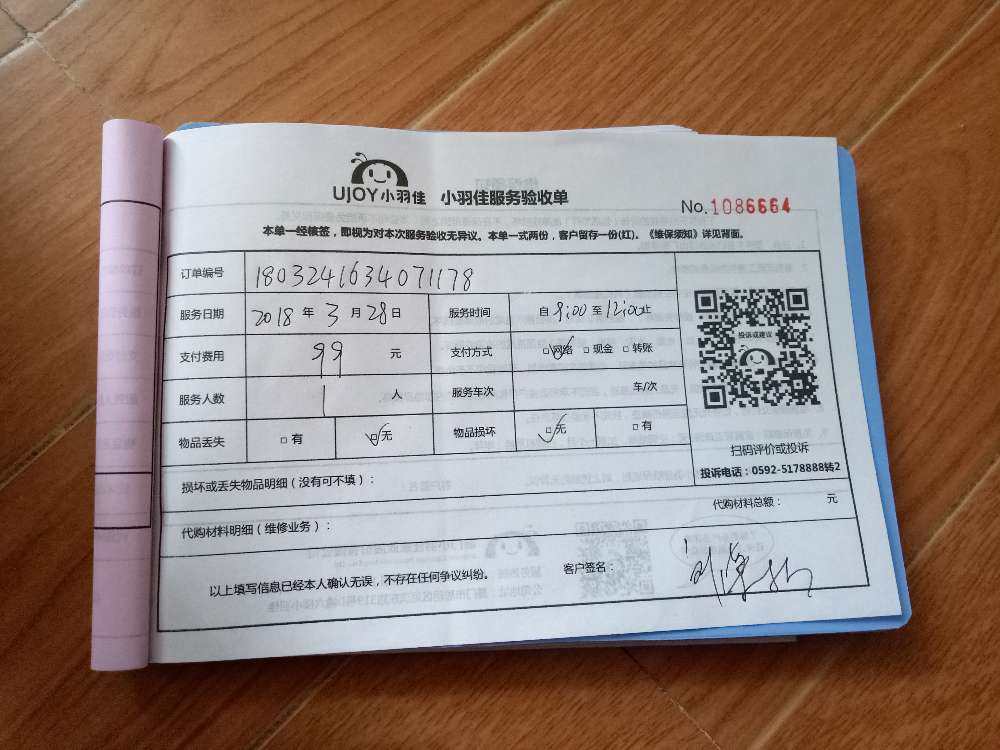 UJOY小羽佳 小羽佳服务验收单
No.1086664
本单一经核签，即视为对本次服务验收无异议。本单一式两份，客户留存一份(红)。《维保须知》详见背面。
订单编号 1803241634071178
服务日期 2018 年 3 月 28 日 服务时间 自 9:00 至 12:00 止
支付费用 99 元 支付方式 □网络 □现金 □转账
服务人数 1 人 服务车次 车/次
物品丢失 □有 □无 物品损坏 □无 □有
投诉或建议
扫码评价或投诉
投诉电话：0592-5178888转2
损坏或丢失物品明细（没有可不填）：
代购材料明细（维修业务）： 代购材料总额： 元
以上填写信息已经本人确认无误，不存在任何争议纠纷。 客户签名：